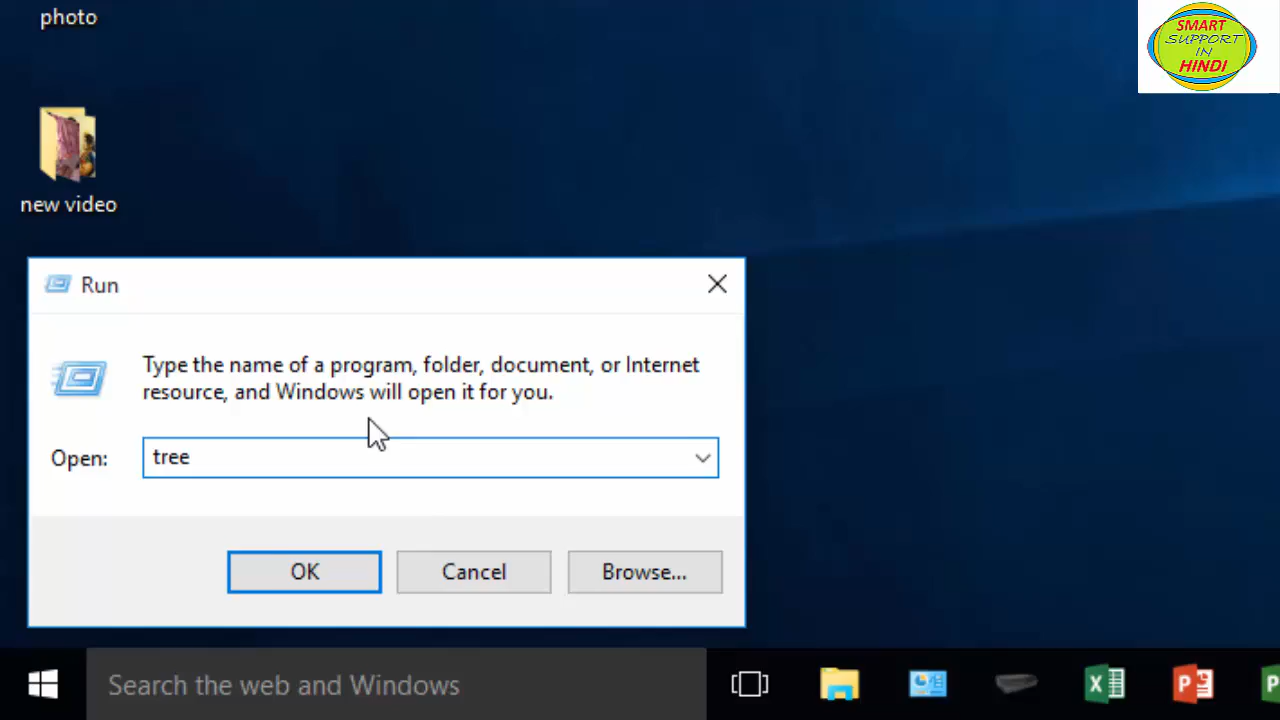 photo
SMART
SUPPORT
IN
HINDI
new video
Run
Type the name of a program, folder, document, or Internet
resource, and Windows will open it for you.
Open:
tree
OK
Cancel
Browse...
Search the web and Windows
X
P
P